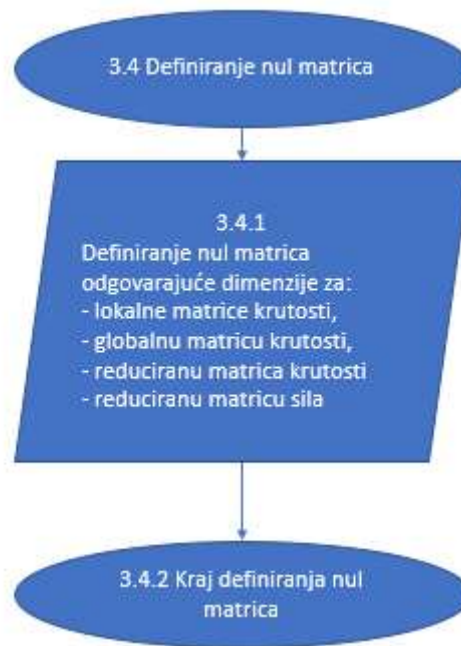 3.4 Definiranje nul matrica
3.4.1
Definiranje nul matrica
odgovarajuće dimenzije za:
- lokalne matrice krutosti,
- globalnu matricu krutosti,
- reduciranu matrica krutosti
- reduciranu matricu sila
3.4.2 Kraj definiranja nul
matrica